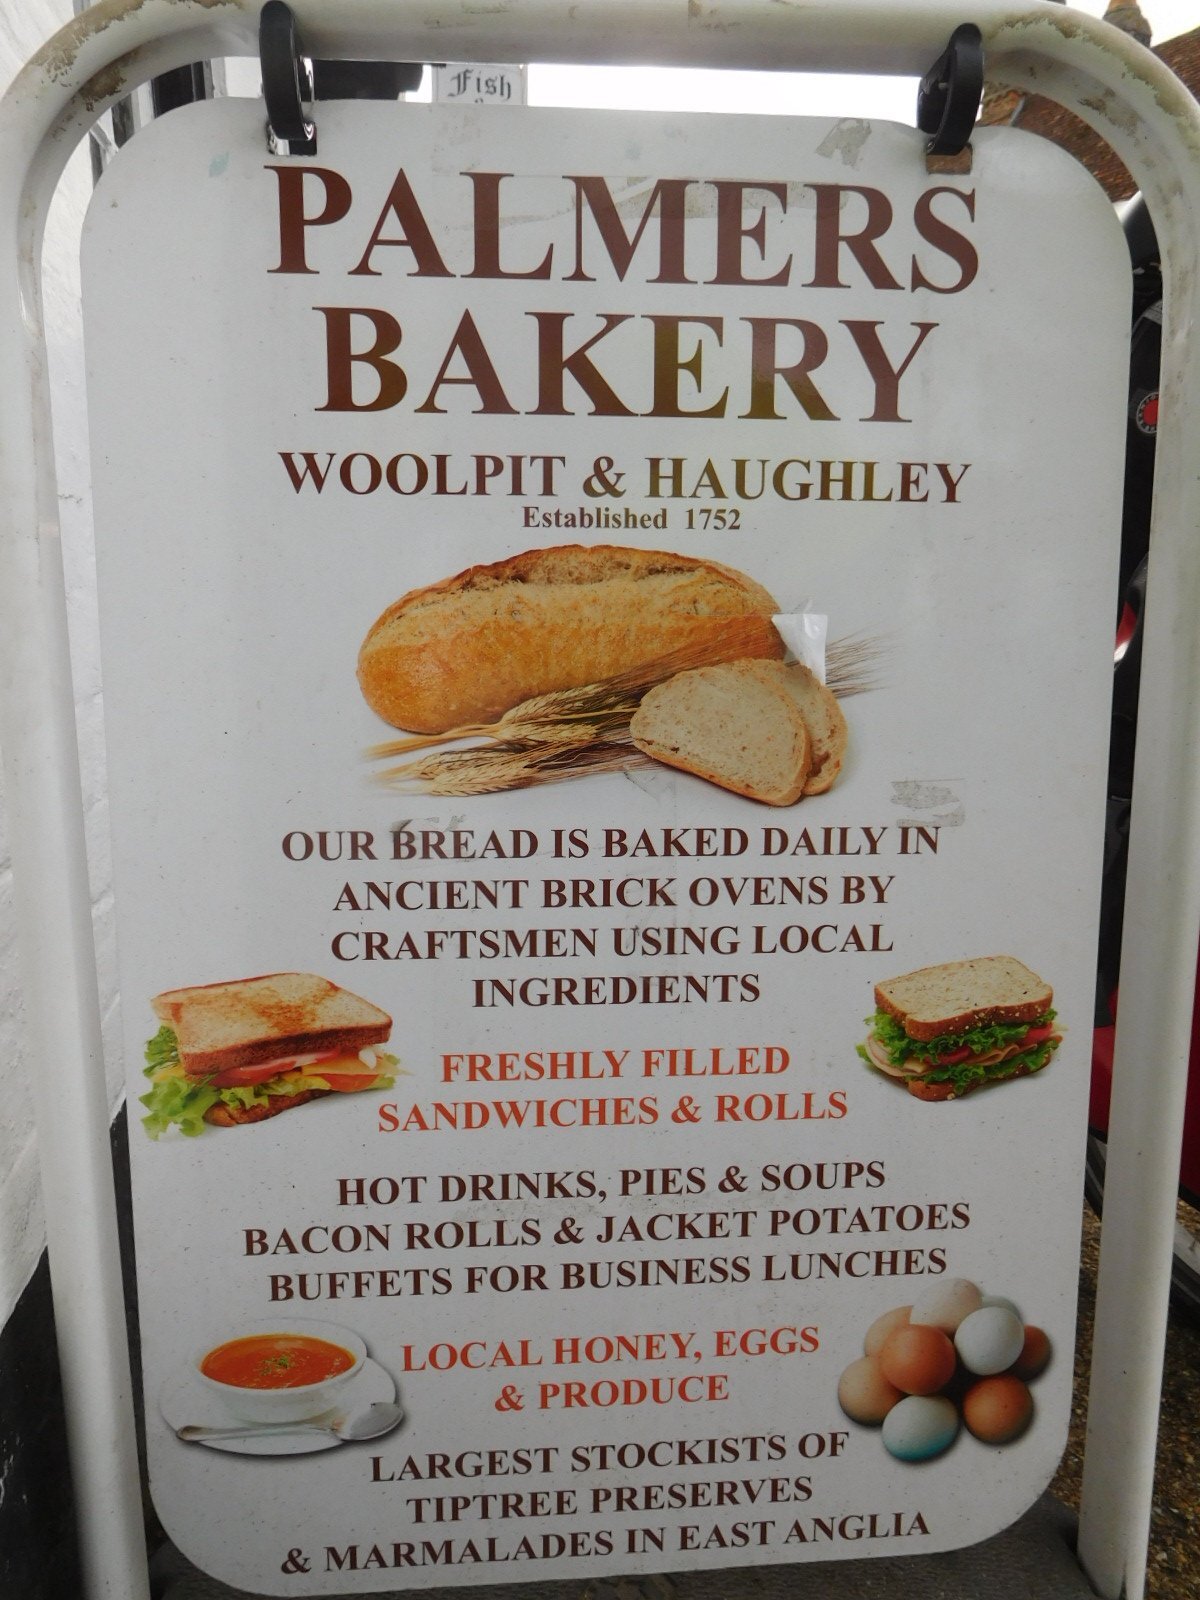 Fish
PALMERS
BAKERY
WOOLPIT & HAUGHLEY
Established 1752
OUR BREAD IS BAKED DAILY IN
ANCIENT BRICK OVENS BY
CRAFTSMEN USING LOCAL
INGREDIENTS
FRESHLY FILLED
SANDWICHES & ROLLS
HOT DRINKS, PIES & SOUPS
BACON ROLLS & JACKET POTATOES
BUFFETS FOR BUSINESS LUNCHES
LOCAL HONEY, EGGS
& PRODUCE
LARGEST STOCKISTS OF
TIPTREE PRESERVES
& MARMALADES IN EAST ANGLIA